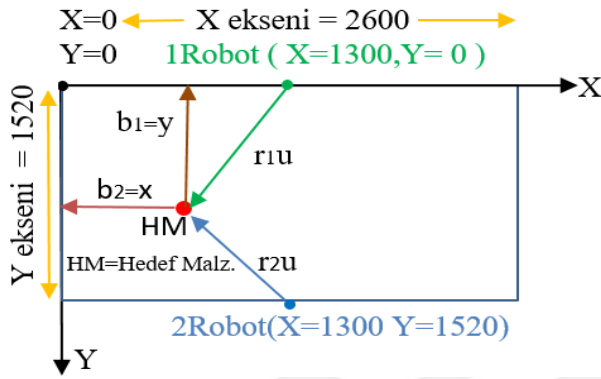 X=0 X ekseni = 2600
Y=0 1Robot ( X=1300,Y= 0 )
X
Y ekseni = 1520
b1=y
r1u
b2=x
HM
HM=Hedef Malz.
r2u
2Robot(X=1300 Y=1520)
Y